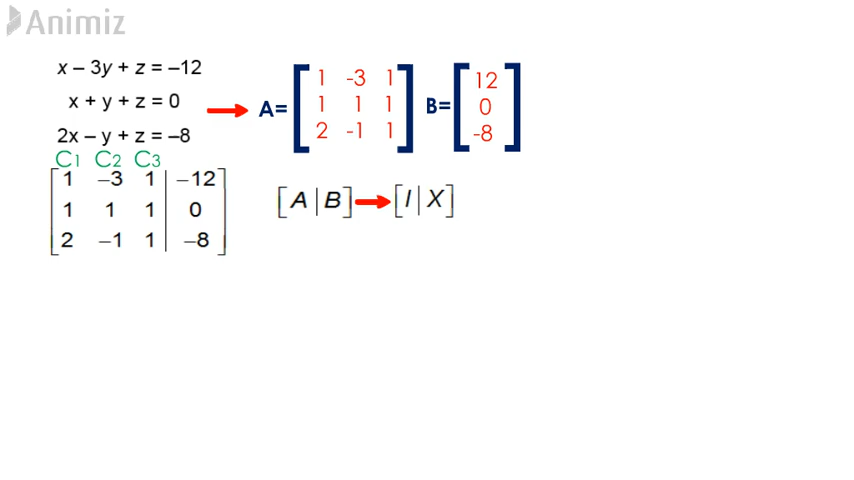 Animiz
x – 3y + z = –12
x + y + z = 0
2x – y + z = –8
A=
1 -3 1
1 1 1
2 -1 1
B=
12
0
-8
C1 C2 C3
1 –3 1 | –12
1 1 1 | 0
2 –1 1 | –8
[A|B] → [I|X]